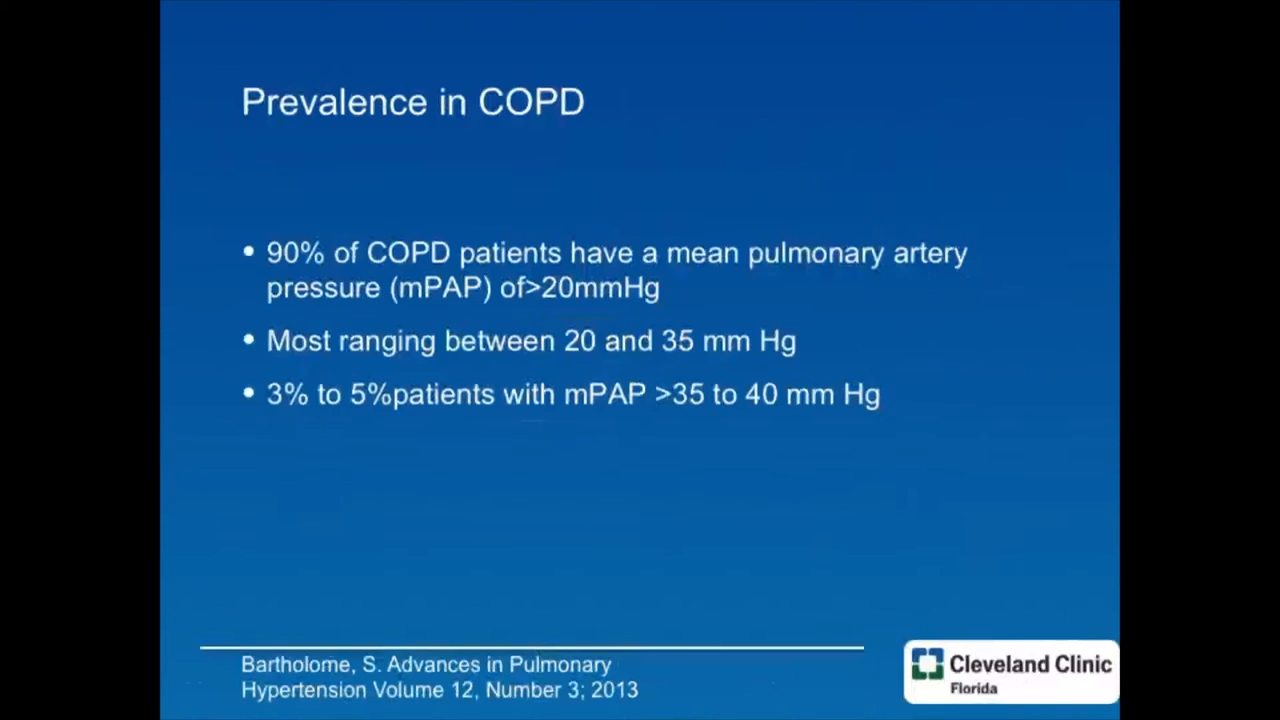 Prevalence in COPD
• 90% of COPD patients have a mean pulmonary artery
pressure (mPAP) of>20mmHg
• Most ranging between 20 and 35 mm Hg
• 3% to 5%patients with mPAP >35 to 40 mm Hg
Bartholome, S. Advances in Pulmonary
Hypertension Volume 12, Number 3; 2013
Cleveland Clinic
Florida